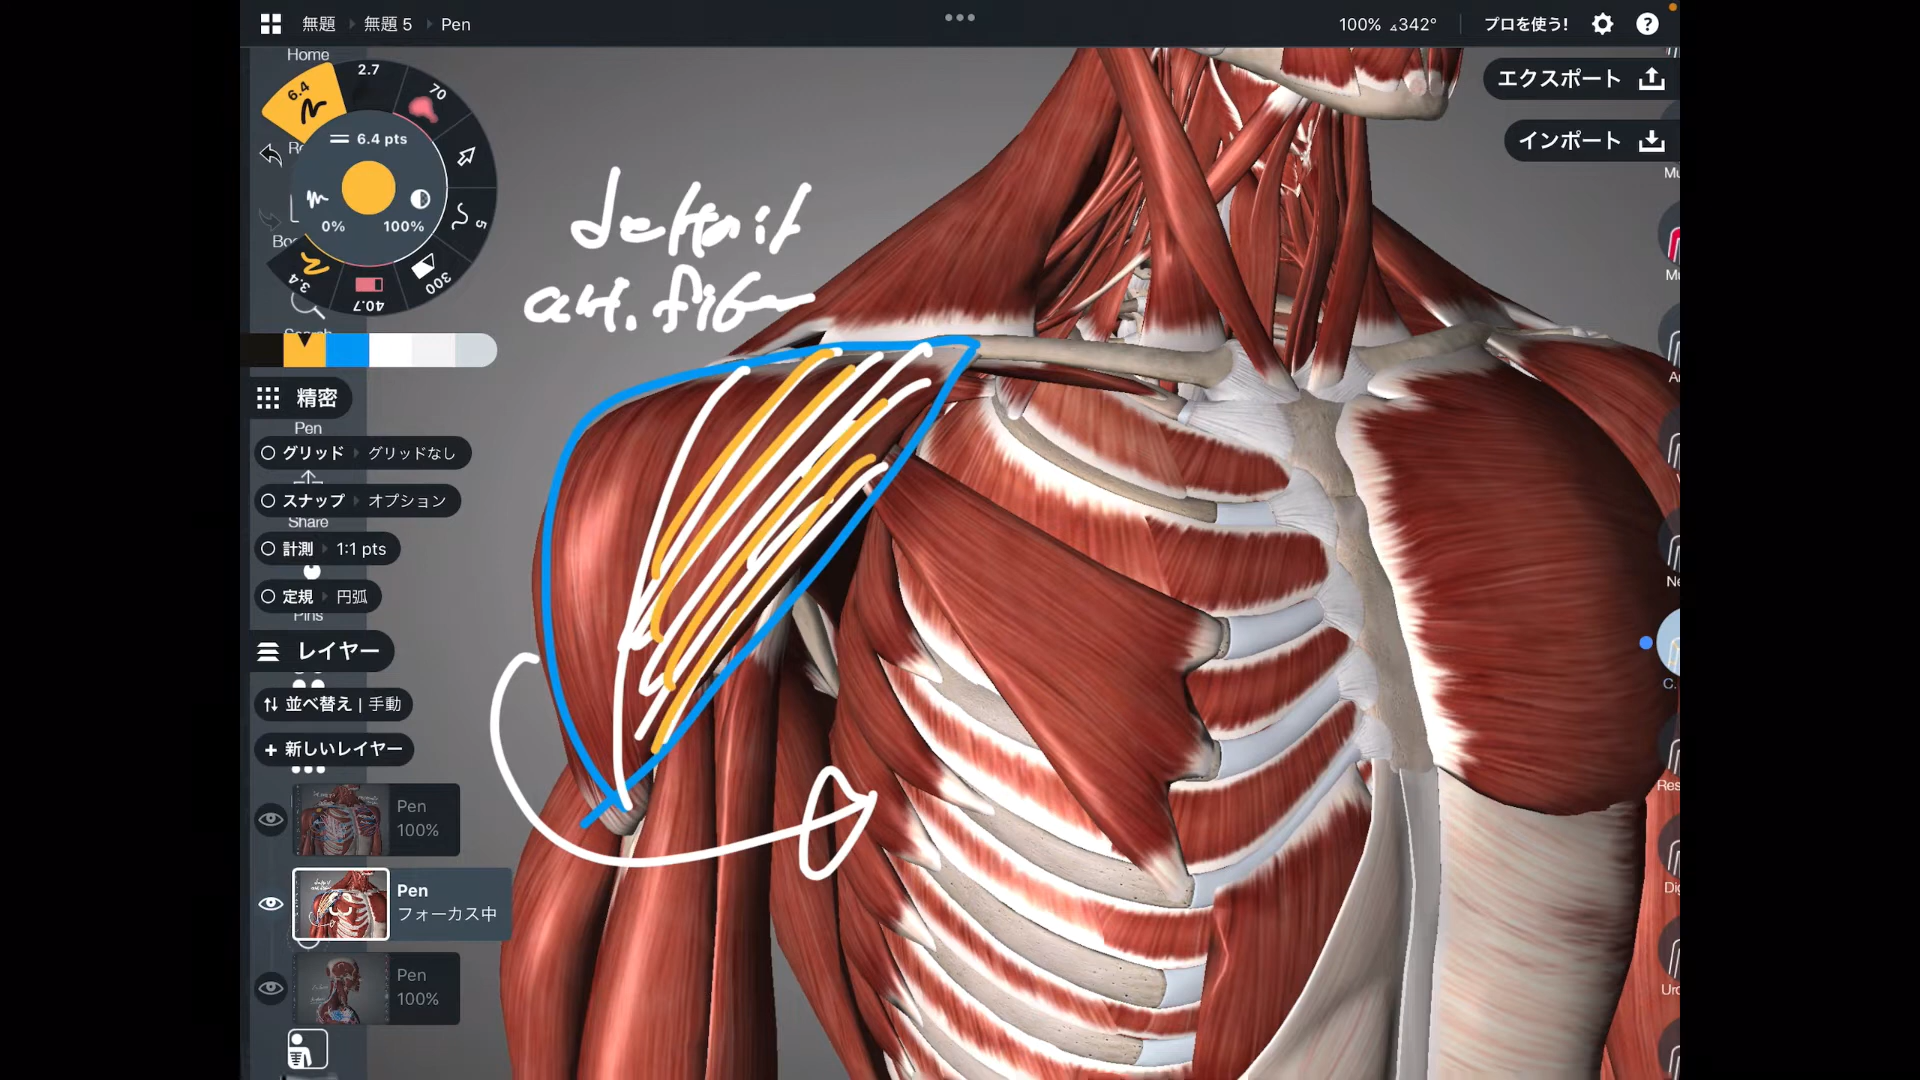 無題 › 無題 5 › Pen
100% ⊿342°
プロを使う!
Home
6.4
2.7
70
5
300
40.7
3.4
6.4 pts
0%
100%
エクスポート
インポート
deltoid
ant. fiber
精密
Pen
グリッド › グリッドなし
スナップ › オプション
Share
計測 › 1:1 pts
定規 › 円弧
Pins
レイヤー
並べ替え | 手動
+ 新しいレイヤー
Pen
100%
Pen
フォーカス中
Pen
100%